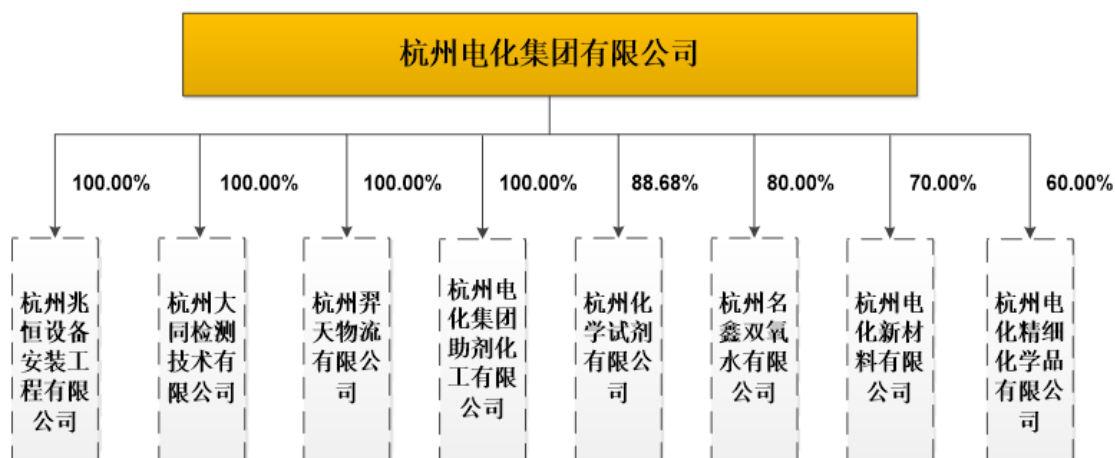 杭州电化集团有限公司
100.00%
100.00%
100.00%
100.00%
88.68%
80.00%
70.00%
60.00%
杭州兆
恒设备
安装工
程有限
公司
杭州大
同检测
技术有
限公司
杭州羿
天物流
有限公
司
杭州电
化集团
助剂化
工有限
公司
杭州化
学试剂
有限公
司
杭州名
鑫双氧
水有限
公司
杭州电
化新材
料有限
公司
杭州电
化精细
化学品
有限公
司